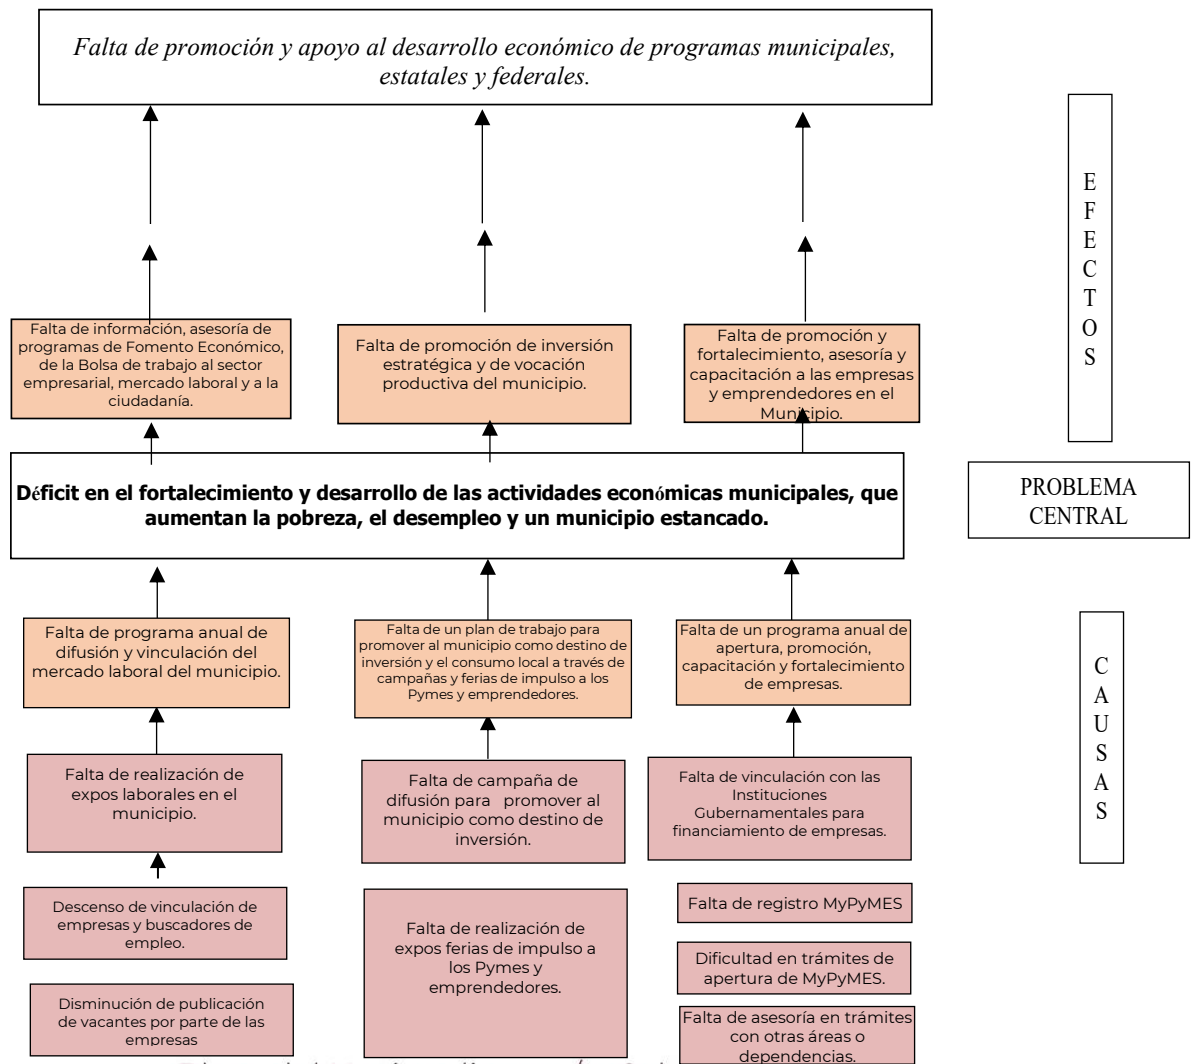 Falta de promoción y apoyo al desarrollo económico de programas municipales,
estatales y federales.
E
F
E
C
T
O
S
Falta de información, asesoría de
programas de Fomento Económico,
de la Bolsa de trabajo al sector
empresarial, mercado laboral y a la
ciudadanía.
Falta de promoción de inversión
estratégica y de vocación
productiva del municipio.
Falta de promoción y
fortalecimiento, asesoría y
capacitación a las empresas
y emprendedores en el
Municipio.
Déficit en el fortalecimiento y desarrollo de las actividades económicas municipales, que
aumentan la pobreza, el desempleo y un municipio estancado.
PROBLEMA
CENTRAL
Falta de programa anual de
difusión y vinculación del
mercado laboral del municipio.
Falta de un plan de trabajo para
promover al municipio como destino de
inversión y el consumo local a través de
campañas y ferias de impulso a los
Pymes y emprendedores.
Falta de un programa anual de
apertura, promoción,
capacitación y fortalecimiento
de empresas.
C
A
U
S
A
S
Falta de realización de
expos laborales en el
municipio.
Falta de campaña de
difusión para promover al
municipio como destino de
inversión.
Falta de vinculación con las
Instituciones
Gubernamentales para
financiamiento de empresas.
Descenso de vinculación de
empresas y buscadores de
empleo.
Falta de realización de
expos ferias de impulso a
los Pymes y
emprendedores.
Falta de registro MyPyMES
Dificultad en trámites de
apertura de MyPyMES.
Disminución de publicación
de vacantes por parte de las
empresas
Falta de asesoría en trámites
con otras áreas o
dependencias.